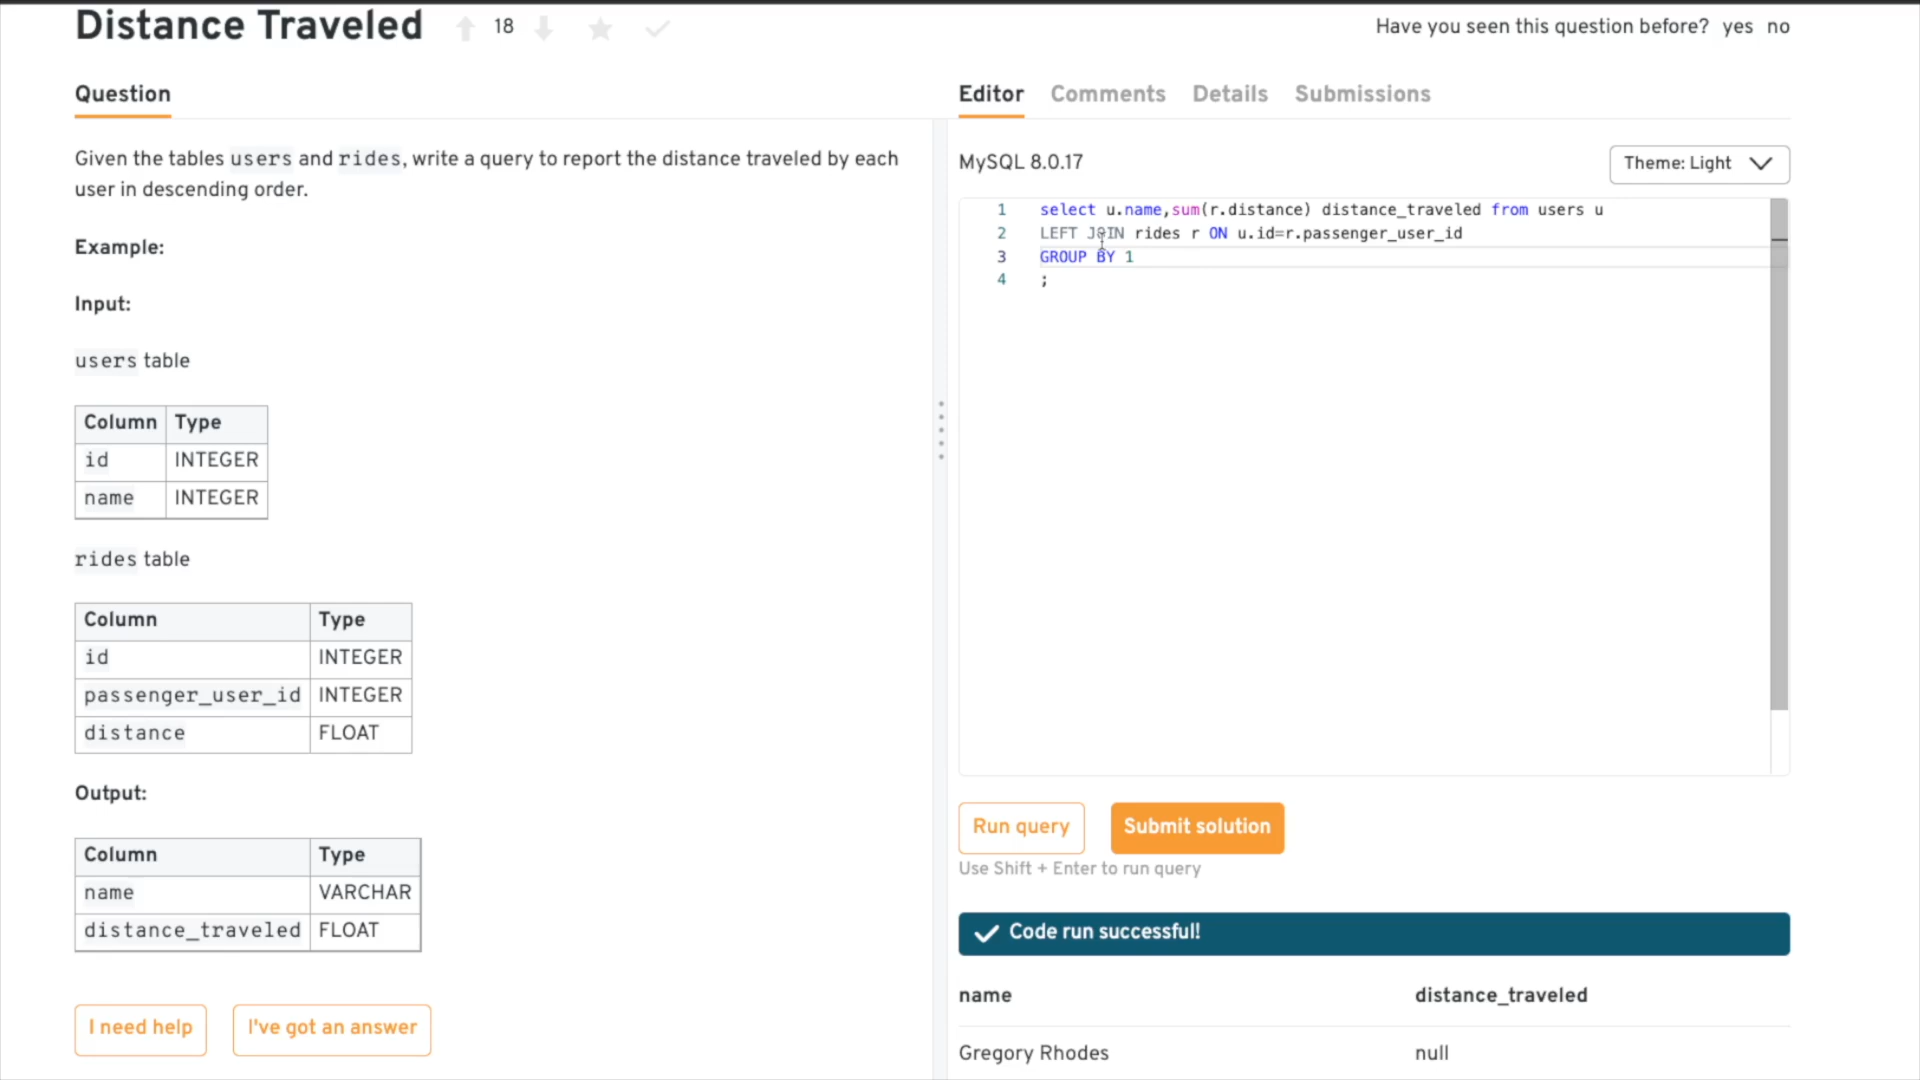 Distance Traveled
18
Have you seen this question before? yes no
Question
Given the tables users and rides, write a query to report the distance traveled by each
user in descending order.
Example:
Input:
users table
Column Type
id INTEGER
name INTEGER
rides table
Column Type
id INTEGER
passenger_user_id INTEGER
distance FLOAT
Output:
Column Type
name VARCHAR
distance_traveled FLOAT
I need help
I've got an answer
Editor Comments Details Submissions
MySQL 8.0.17
Theme: Light
1 select u.name,sum(r.distance) distance_traveled from users u
2 LEFT JOIN rides r ON u.id=r.passenger_user_id
3 GROUP BY 1
4 ;
Run query
Submit solution
Use Shift + Enter to run query
Code run successful!
name distance_traveled
Gregory Rhodes null